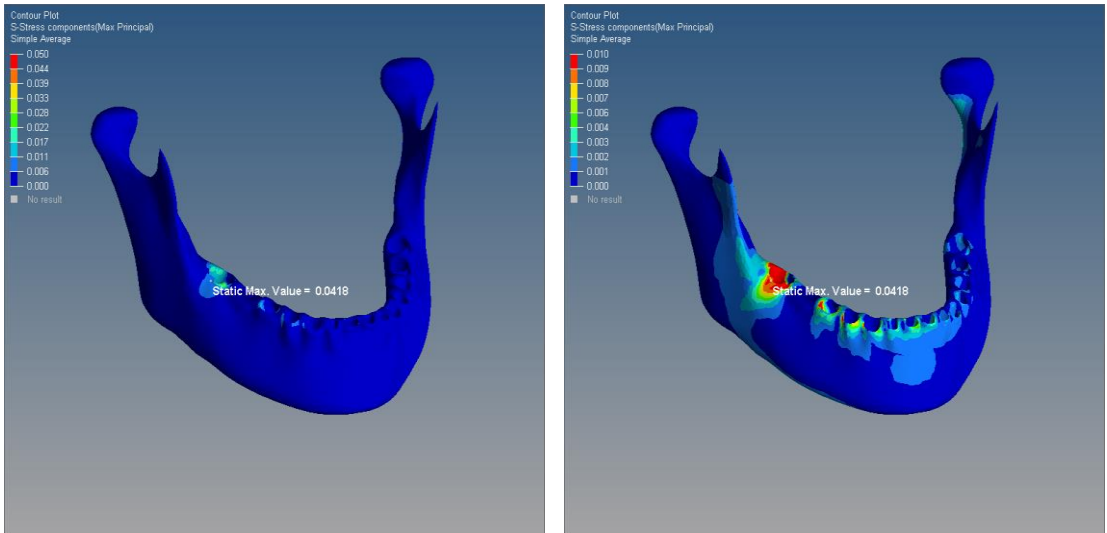 Contour Plot
S-Stress components(Max Principal)
Simple Average
0.050
0.044
0.039
0.033
0.028
0.022
0.017
0.011
0.006
0.000
No result
Static Max. Value = 0.0418
Contour Plot
S-Stress components(Max Principal)
Simple Average
0.010
0.009
0.008
0.007
0.006
0.004
0.003
0.002
0.001
0.000
No result
Static Max. Value = 0.0418